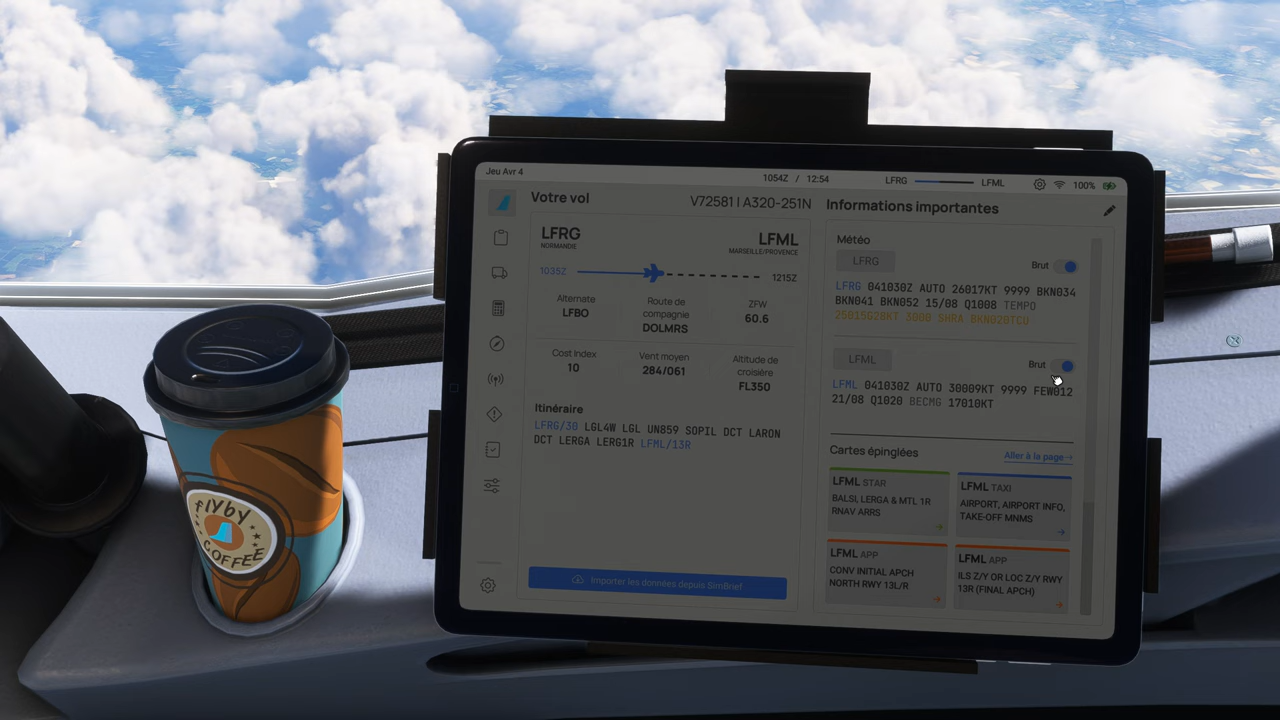 Jeu Avr 4
1054Z / 12:54
LFRG LFML
100%
Votre vol
V72581 | A320-251N
LFRG
NORMANDIE
LFML
MARSEILLE/PROVENCE
1035Z
1215Z
Alternate
LFBO
Route de
compagnie
DOLMRS
ZFW
60.6
Cost Index
10
Vent moyen
284/061
Altitude de
croisière
FL350
Itinéraire
LFRG/30 LGL4W LGL UN859 SOPIL DCT LARON
DCT LERGA LERG1R LFML/13R
Importer les données depuis SimBrief
Informations importantes
Météo
LFRG
Brut
LFRG 041030Z AUTO 26017KT 9999 BKN034
BKN041 BKN052 15/08 Q1008 TEMPO
25015G28KT 3000 SHRA BKN020TCU
LFML
Brut
LFML 041030Z AUTO 30009KT 9999 FEW012
21/08 Q1020 BECMG 17010KT
Cartes épinglées
Aller à la page→
LFML STAR
BALSI, LERGA & MTL 1R
RNAV ARRS
LFML TAXI
AIRPORT, AIRPORT INFO,
TAKE-OFF MNMS
LFML APP
CONV INITIAL APCH
NORTH RWY 13L/R
LFML APP
ILS Z/Y OR LOC Z/Y RWY
13R (FINAL APCH)
flyby
COFFEE